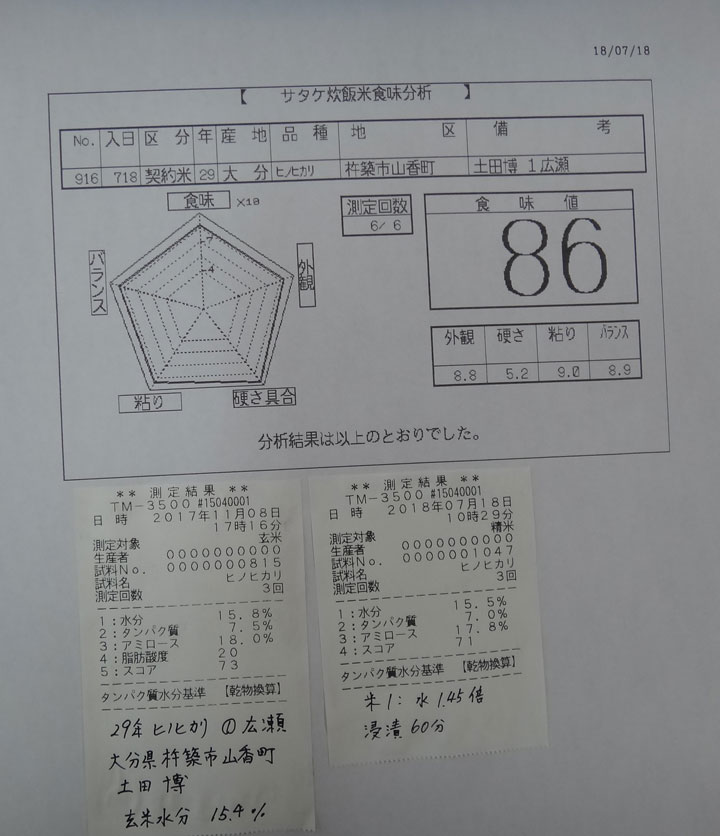 18/07/18
【 サタケ炊飯米食味分析 】
No. 入日 区分 年 産地 品種 地区 備考
916 718 契約米 29 大分 ヒノヒカリ 杵築市山香町 土田博 1広瀬
食味 ×10
7
4
外観
バランス
粘り
硬さ具合
測定回数
6/ 6
食味値
86
外観 硬さ 粘り バランス
8.8 5.2 9.0 8.9
分析結果は以上のとおりでした。
** 測定結果 **
TM-3500 #15040001
日時 2017年11月08日
17時16分
測定対象 玄米
生産者 0000000000
試料No. 0000000815
試料名 ヒノヒカリ
測定回数 3回
1:水分 15.8%
2:タンパク質 7.5%
3:アミロース 18.0%
4:脂肪酸度 20
5:スコア 73
タンパク質水分基準 【乾物換算】
29年 ヒノヒカリ ① 広瀬
大分県杵築市山香町
土田 博
玄米水分 15.4%
** 測定結果 **
TM-3500 #15040001
日時 2018年07月18日
10時29分
測定対象 精米
生産者 0000000000
試料No. 0000001047
試料名 ヒノヒカリ
測定回数 3回
1:水分 15.5%
2:タンパク質 7.0%
3:アミロース 17.8%
4:スコア 71
タンパク質水分基準 【乾物換算】
米1: 水1.45倍
浸漬60分